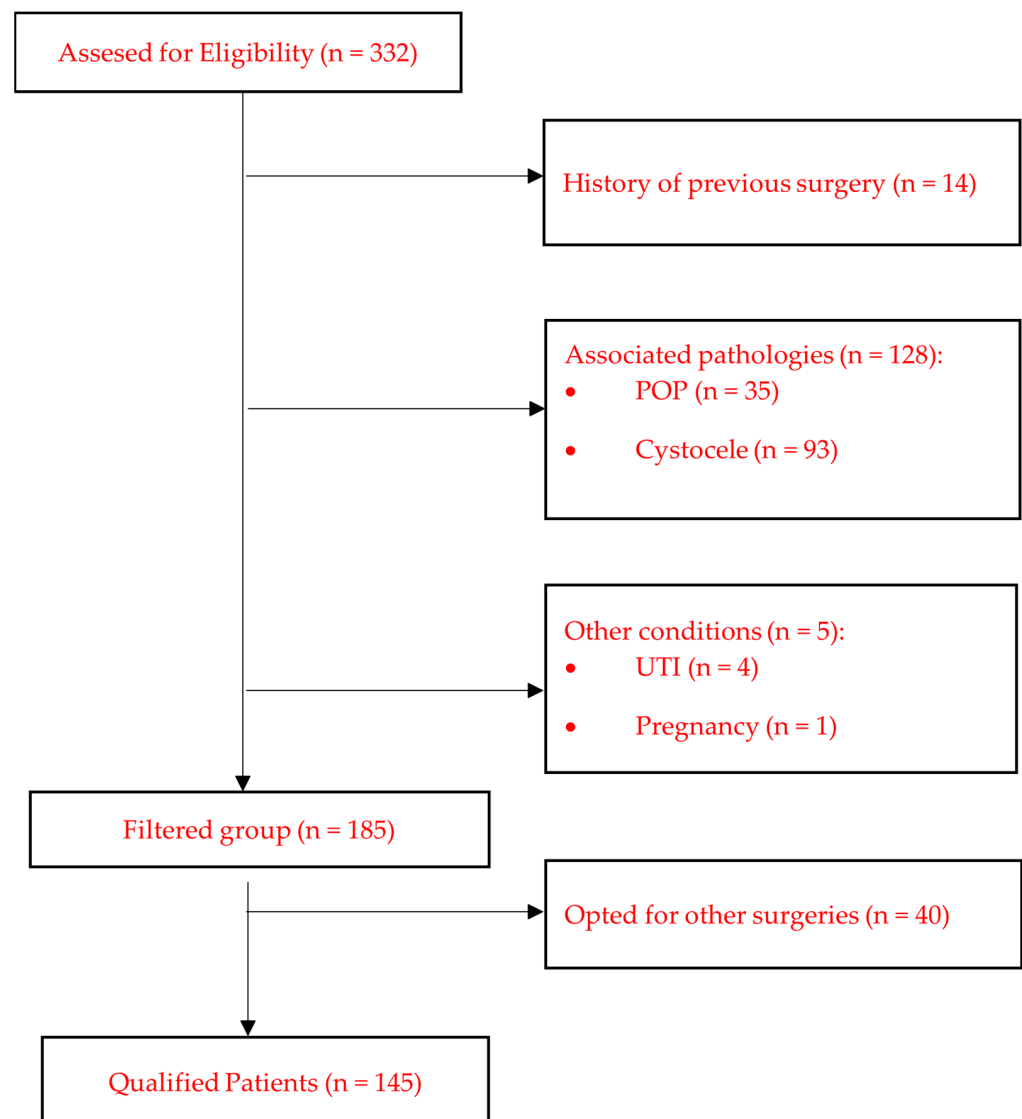 Assesed for Eligibility (n = 332)
History of previous surgery (n = 14)
Associated pathologies (n = 128):
• POP (n = 35)
• Cystocele (n = 93)
Other conditions (n = 5):
• UTI (n = 4)
• Pregnancy (n = 1)
Filtered group (n = 185)
Opted for other surgeries (n = 40)
Qualified Patients (n = 145)